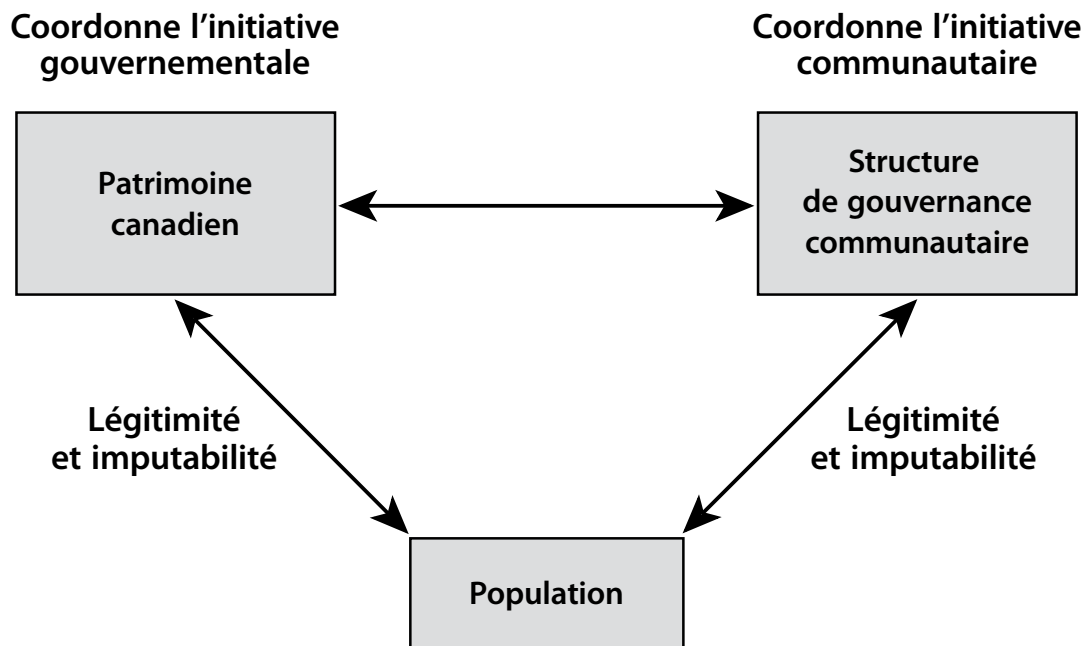 Coordonne l’initiative
gouvernementale
Coordonne l’initiative
communautaire
Patrimoine
canadien
Structure
de gouvernance
communautaire
Légitimité
et imputabilité
Légitimité
et imputabilité
Population